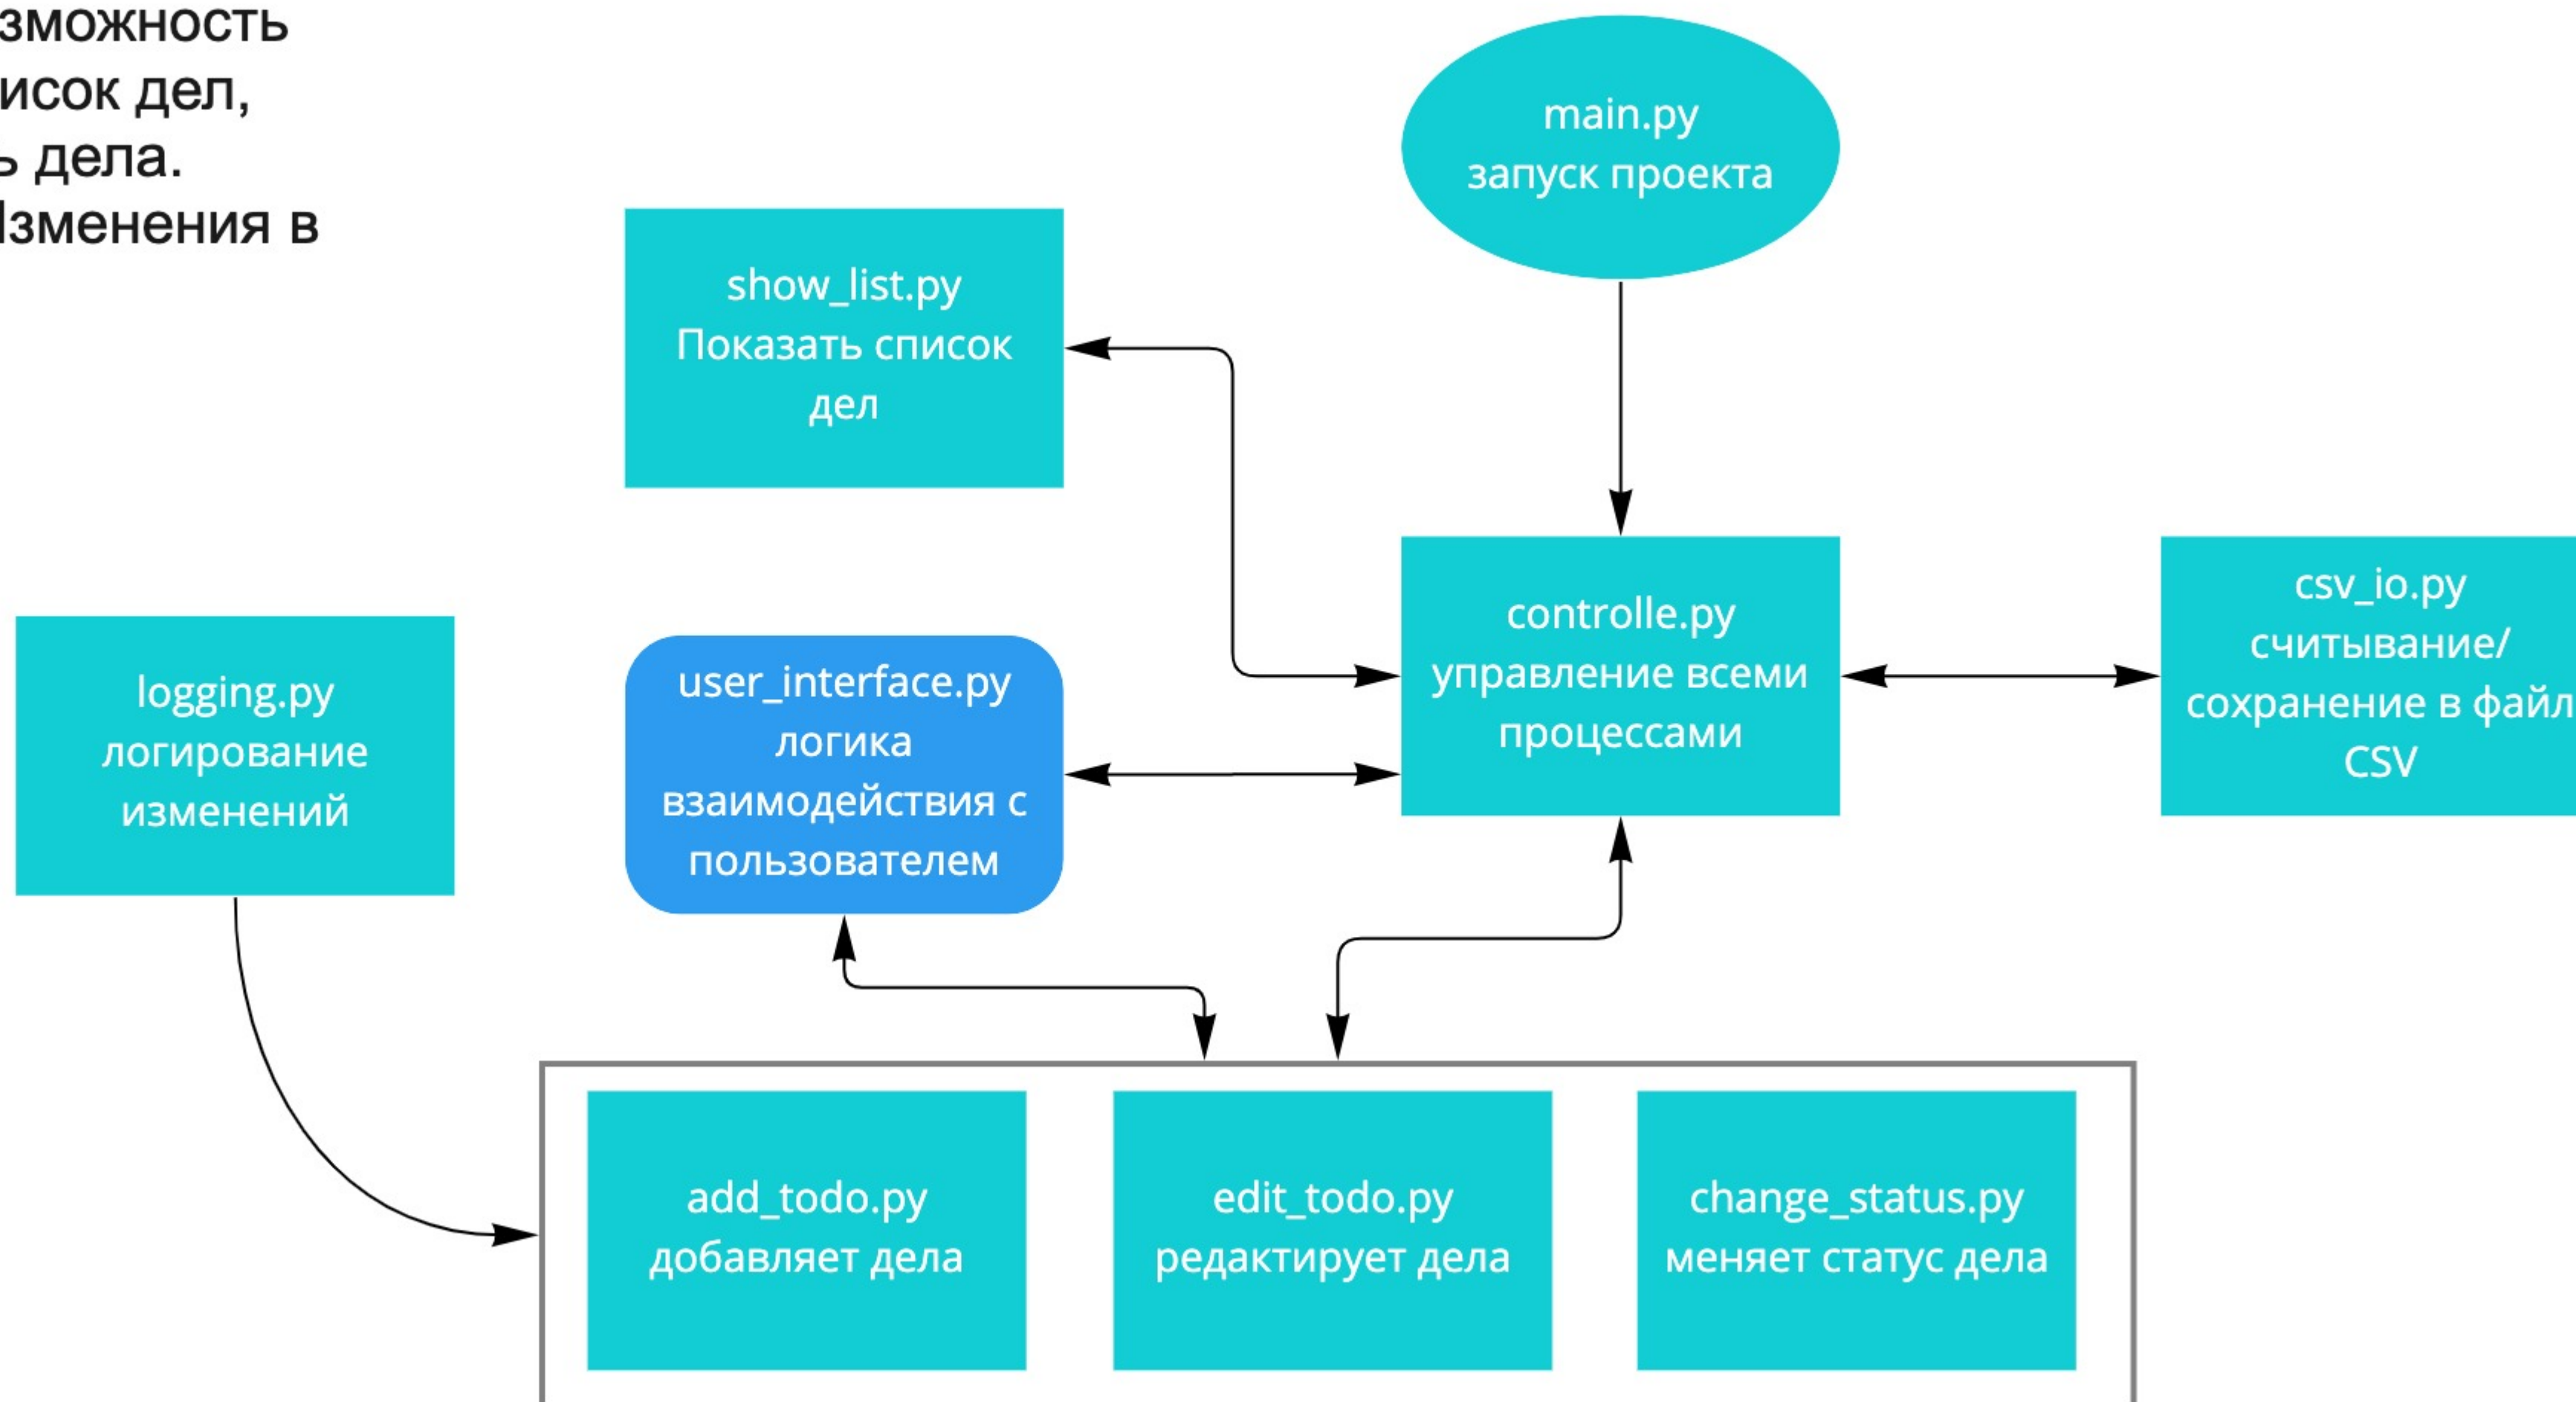 зможность
исок дел,
ь дела.
Изменения в
main.py
запуск проекта
show_list.py
Показать список
дел
controlle.py
управление всеми
процессами
csv_io.py
считывание/
сохранение в файл
CSV
logging.py
логирование
изменений
user_interface.py
логика
взаимодействия с
пользователем
add_todo.py
добавляет дела
edit_todo.py
редактирует дела
change_status.py
меняет статус дела